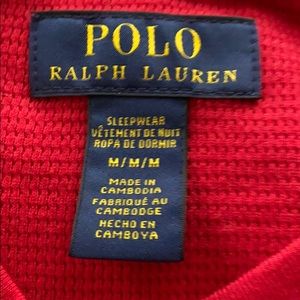 POLO
RALPH LAUREN
SLEEPWEAR
VÊTEMENT DE NUIT
ROPA DE DORMIR
M/M/M
MADE IN
CAMBODIA
FABRIQUÉ AU
CAMBODGE
HECHO EN
CAMBOYA